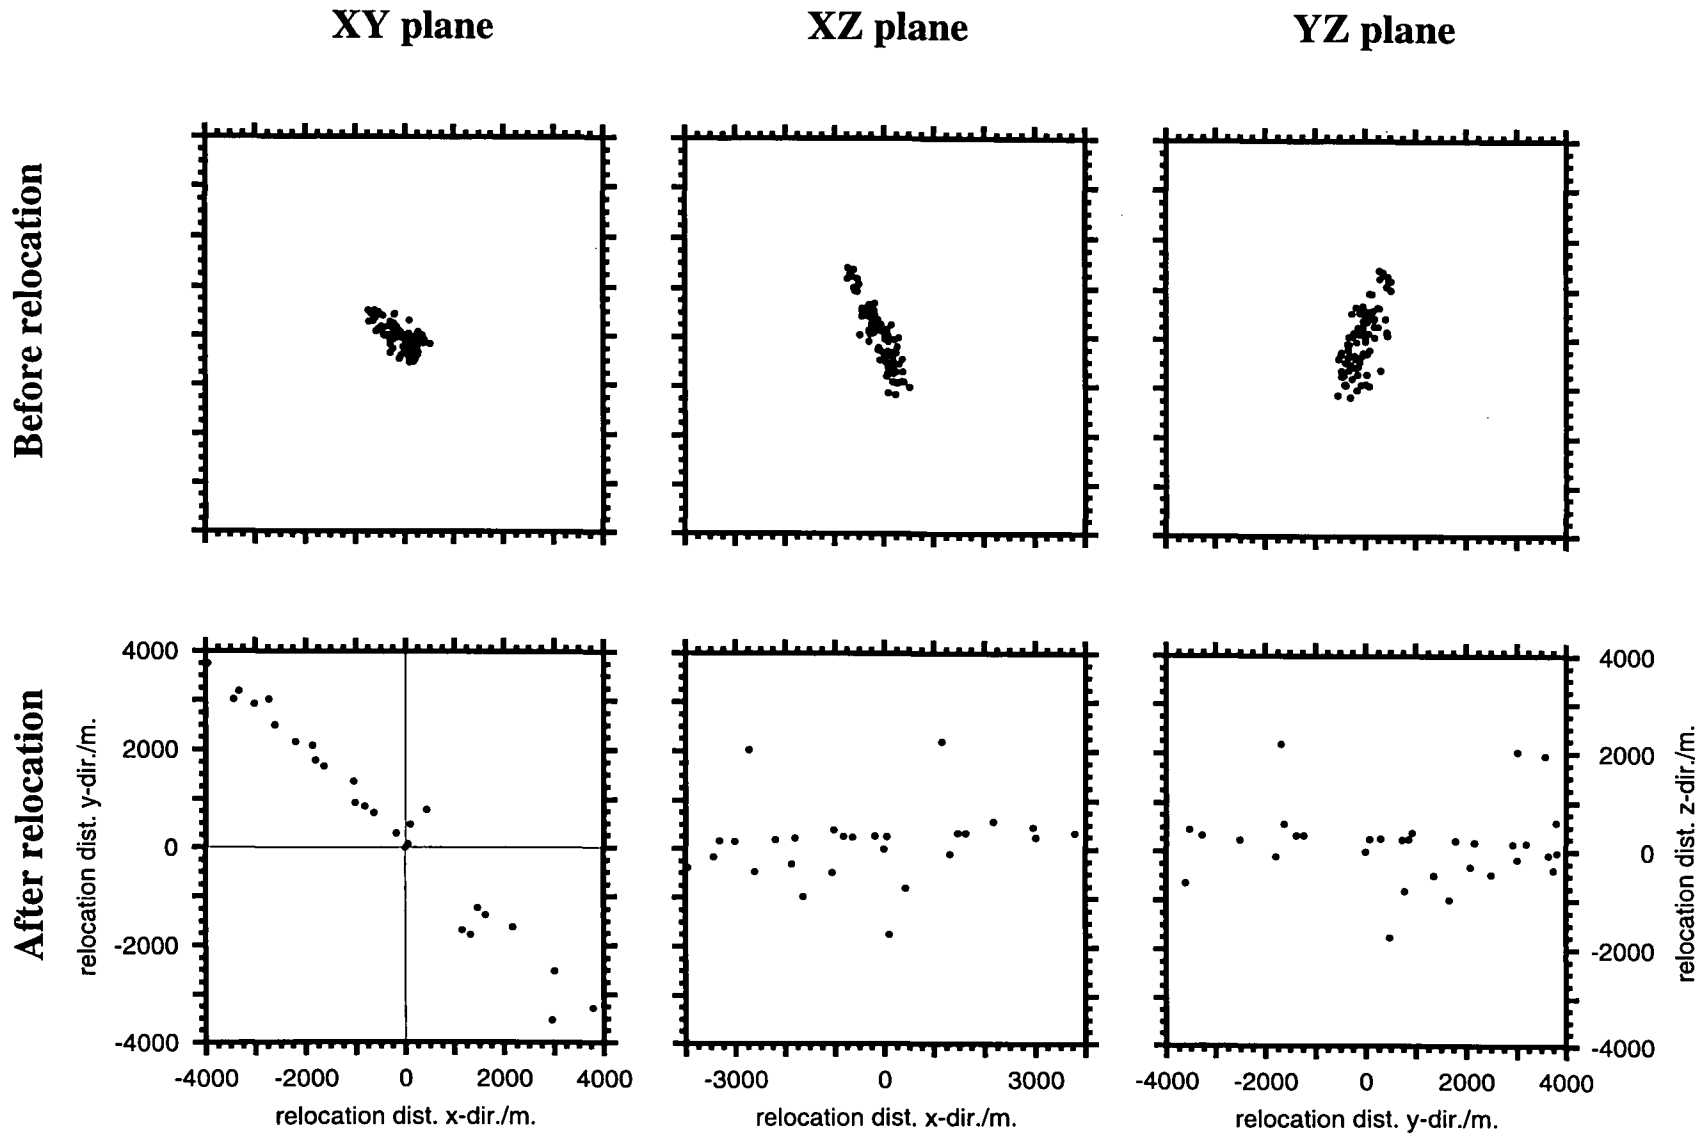 XY plane XZ plane YZ plane
Before relocation
After relocation
relocation dist. y-dir./m.
4000
2000
0
-2000
-4000
-4000 -2000 0 2000 4000
relocation dist. x-dir./m.
-3000 0 3000
relocation dist. x-dir./m.
-4000 -2000 0 2000 4000
relocation dist. y-dir./m.
4000
2000
0
-2000
-4000
relocation dist. z-dir./m.